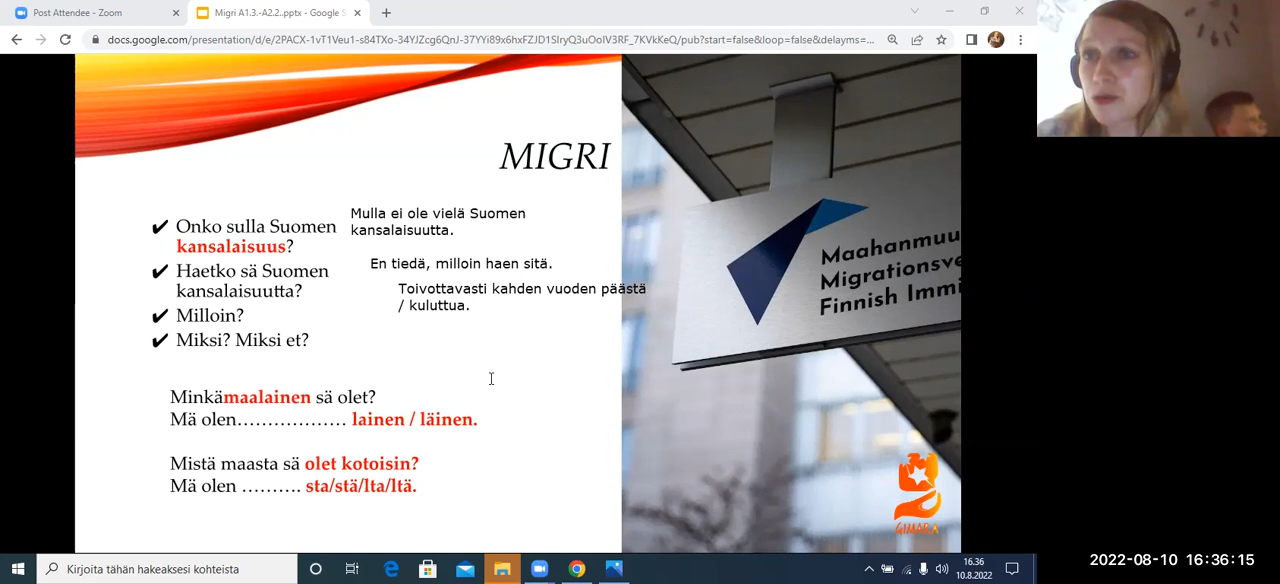 Post Attendee - Zoom
Migri A1.3.-A2.2..pptx - Google S
docs.google.com/presentation/d/e/2PACX-1vT1Veu1-s84TXo-34YJZcg6QnJ-37YYi89x6hxFZJD1SIryQ3uOoIV3RF_7KVkKeQ/pub?start=false&loop=false&delayms=...
MIGRI
✔ Onko sulla Suomen
kansalaisuus?
✔ Haetko sä Suomen
kansalaisuutta?
✔ Milloin?
✔ Miksi? Miksi et?
Mulla ei ole vielä Suomen
kansalaisuutta.
En tiedä, milloin haen sitä.
Toivottavasti kahden vuoden päästä
/ kuluttua.
Minkämaalainen sä olet?
Mä olen.................. lainen / läinen.
Mistä maasta sä olet kotoisin?
Mä olen .......... sta/stä/lta/ltä.
Maahanmuu
Migrationsve
Finnish Immi
GIMARA
Kirjoita tähän hakeaksesi kohteista
16.36
10.8.2022
2022-08-10 16:36:15